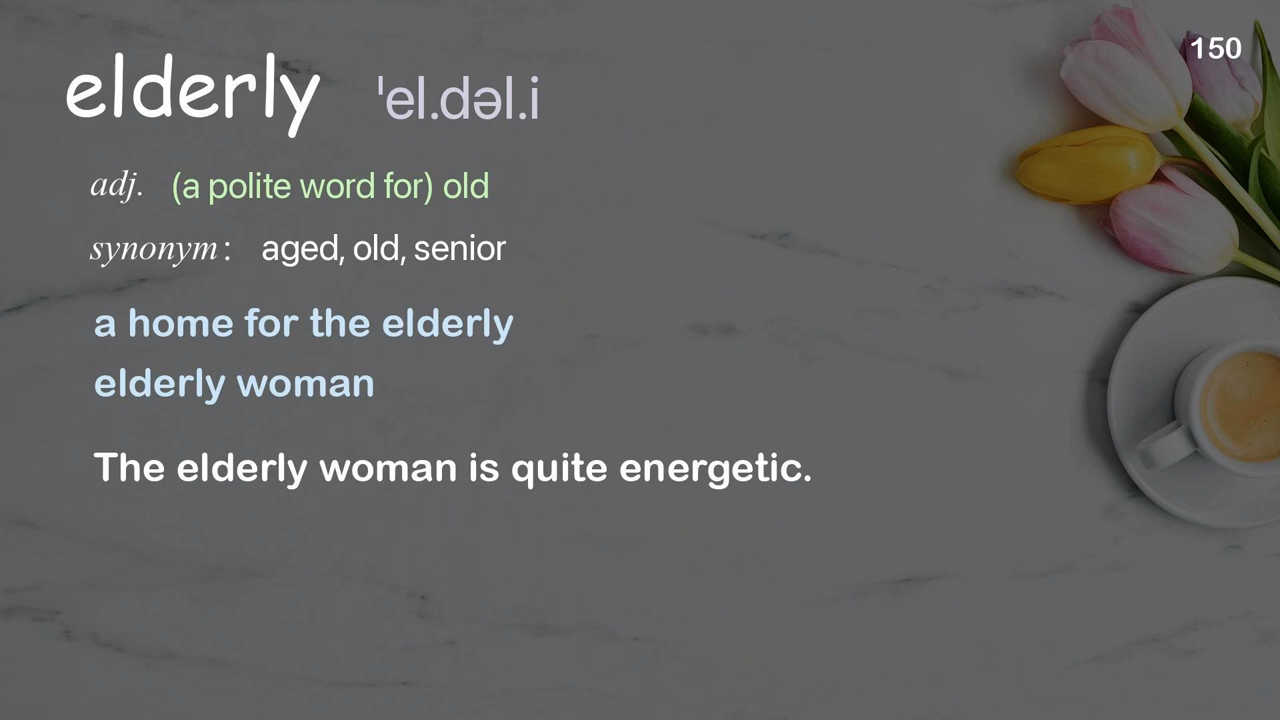 150
elderly ˈel.dəl.i
adj. (a polite word for) old
synonym: aged, old, senior
a home for the elderly
elderly woman
The elderly woman is quite energetic.